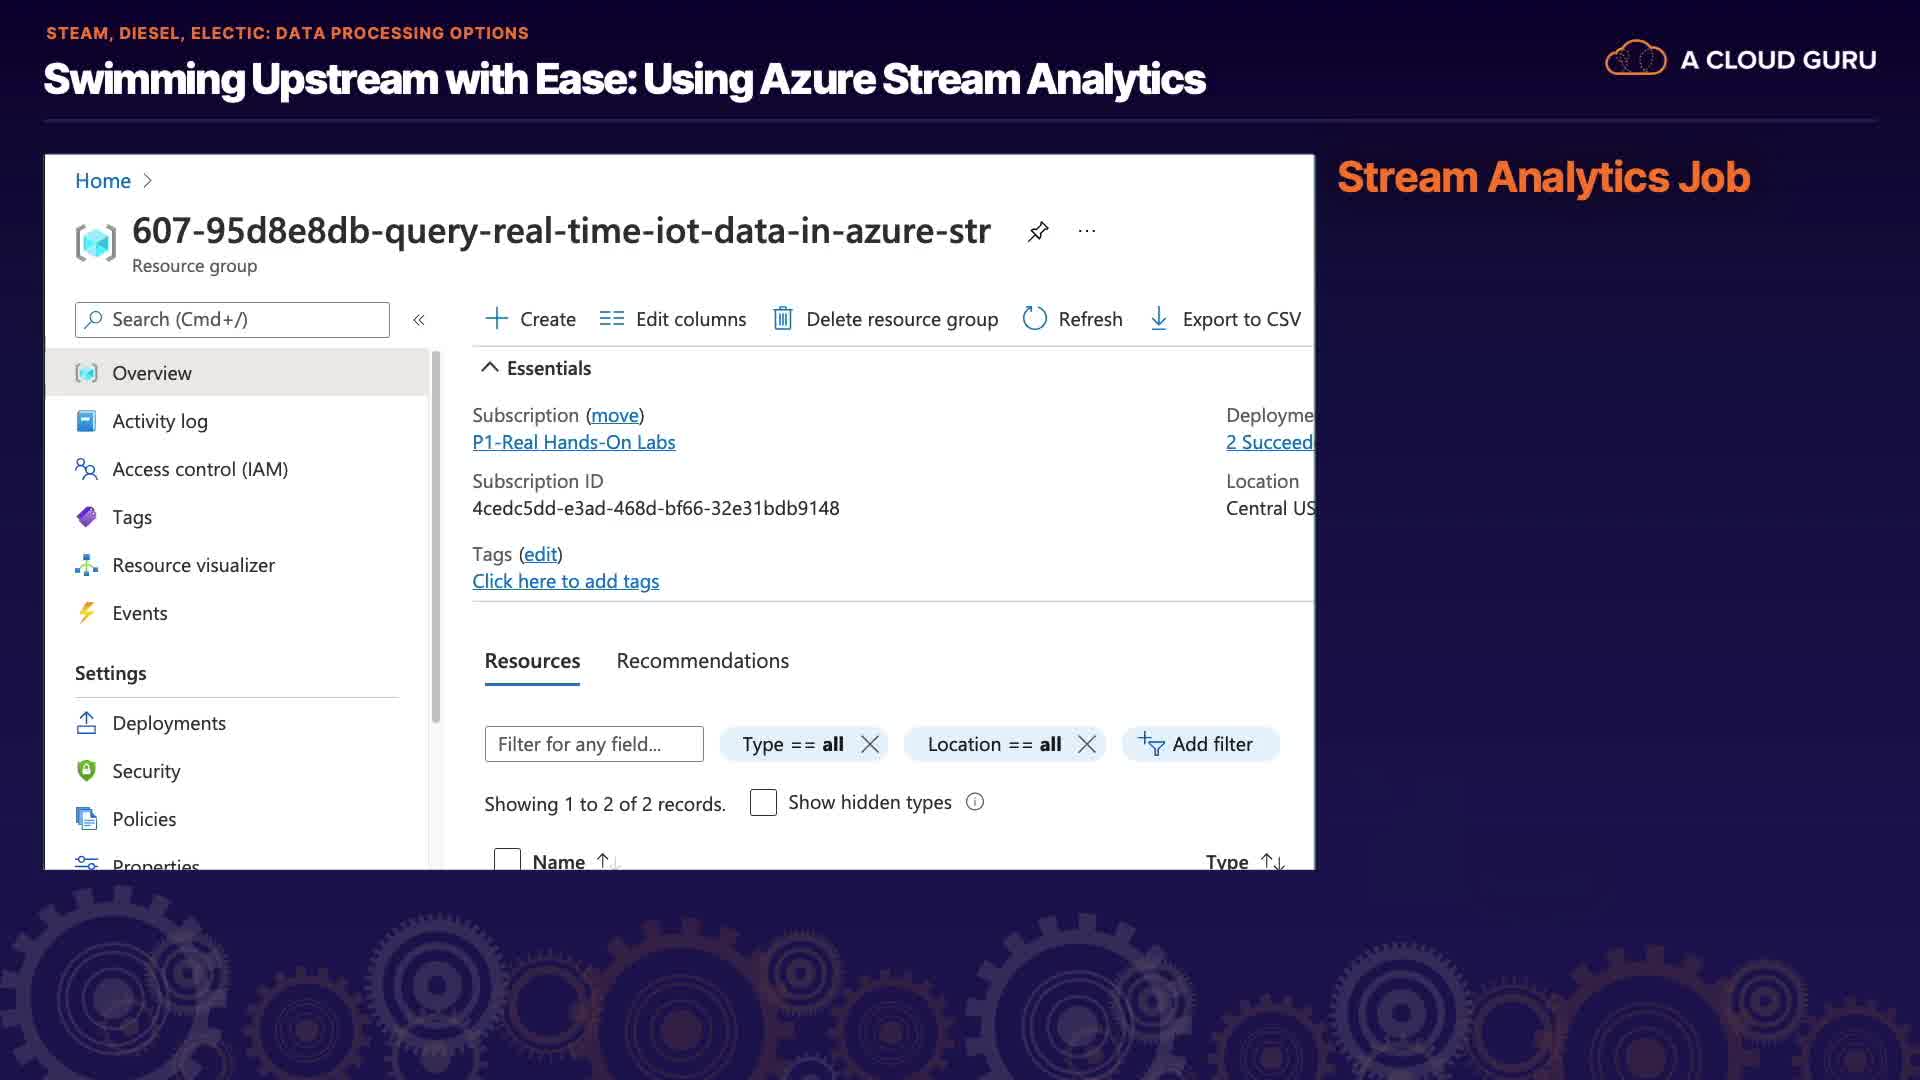 STEAM, DIESEL, ELECTIC: DATA PROCESSING OPTIONS
Swimming Upstream with Ease: Using Azure Stream Analytics
A CLOUD GURU
Stream Analytics Job
Home >
607-95d8e8db-query-real-time-iot-data-in-azure-str
Resource group
Search (Cmd+/)
«
Create
Edit columns
Delete resource group
Refresh
Export to CSV
Overview
Activity log
Access control (IAM)
Tags
Resource visualizer
Events
Settings
Deployments
Security
Policies
Properties
Essentials
Subscription (move)
P1-Real Hands-On Labs
Subscription ID
4cedc5dd-e3ad-468d-bf66-32e31bdb9148
Tags (edit)
Click here to add tags
Deployme
2 Succeed
Location
Central US
Resources
Recommendations
Filter for any field...
Type == all
Location == all
Add filter
Showing 1 to 2 of 2 records.
Show hidden types
Name
Type